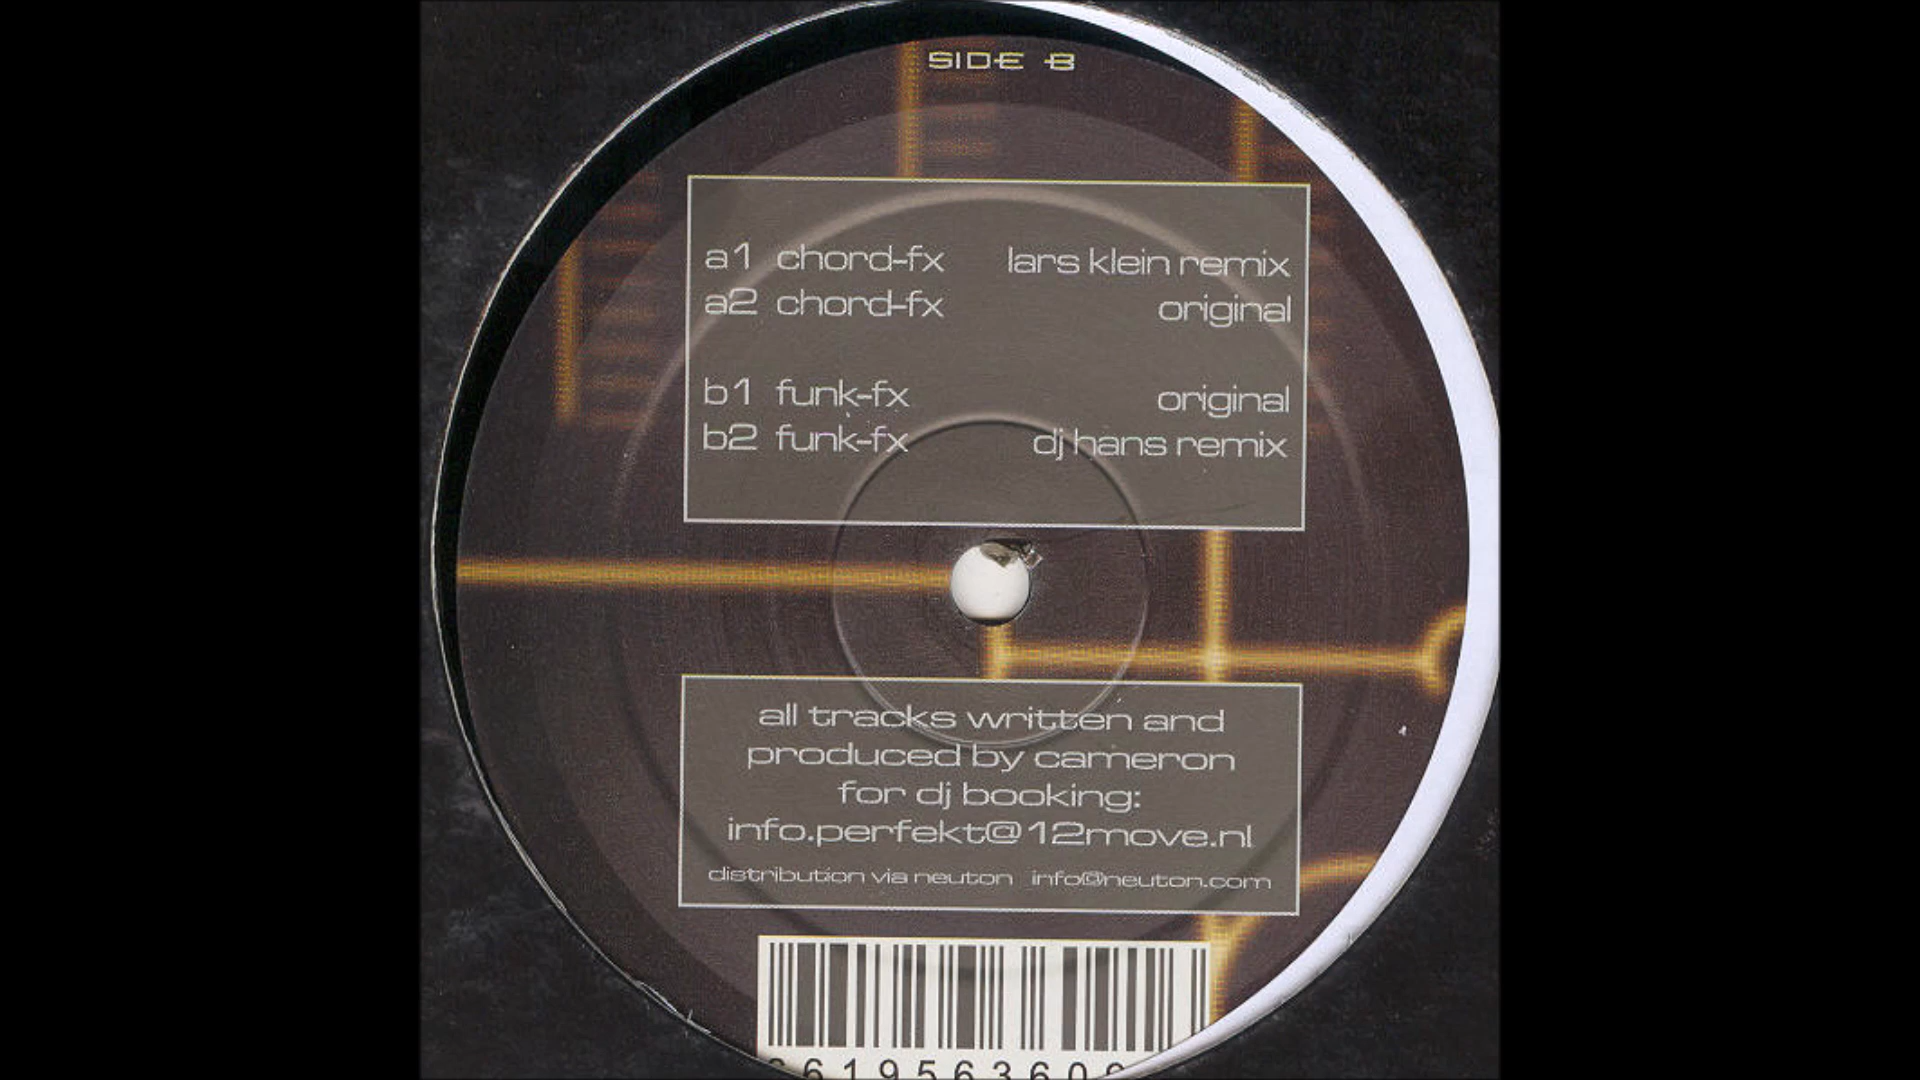 SIDE B
a1 chord-fx lars klein remix
a2 chord-fx original
b1 funk-fx original
b2 funk-fx dj hans remix
all tracks written and
produced by cameron
for dj booking:
info.perfekt@12move.nl
distribution via neuton info@neuton.com